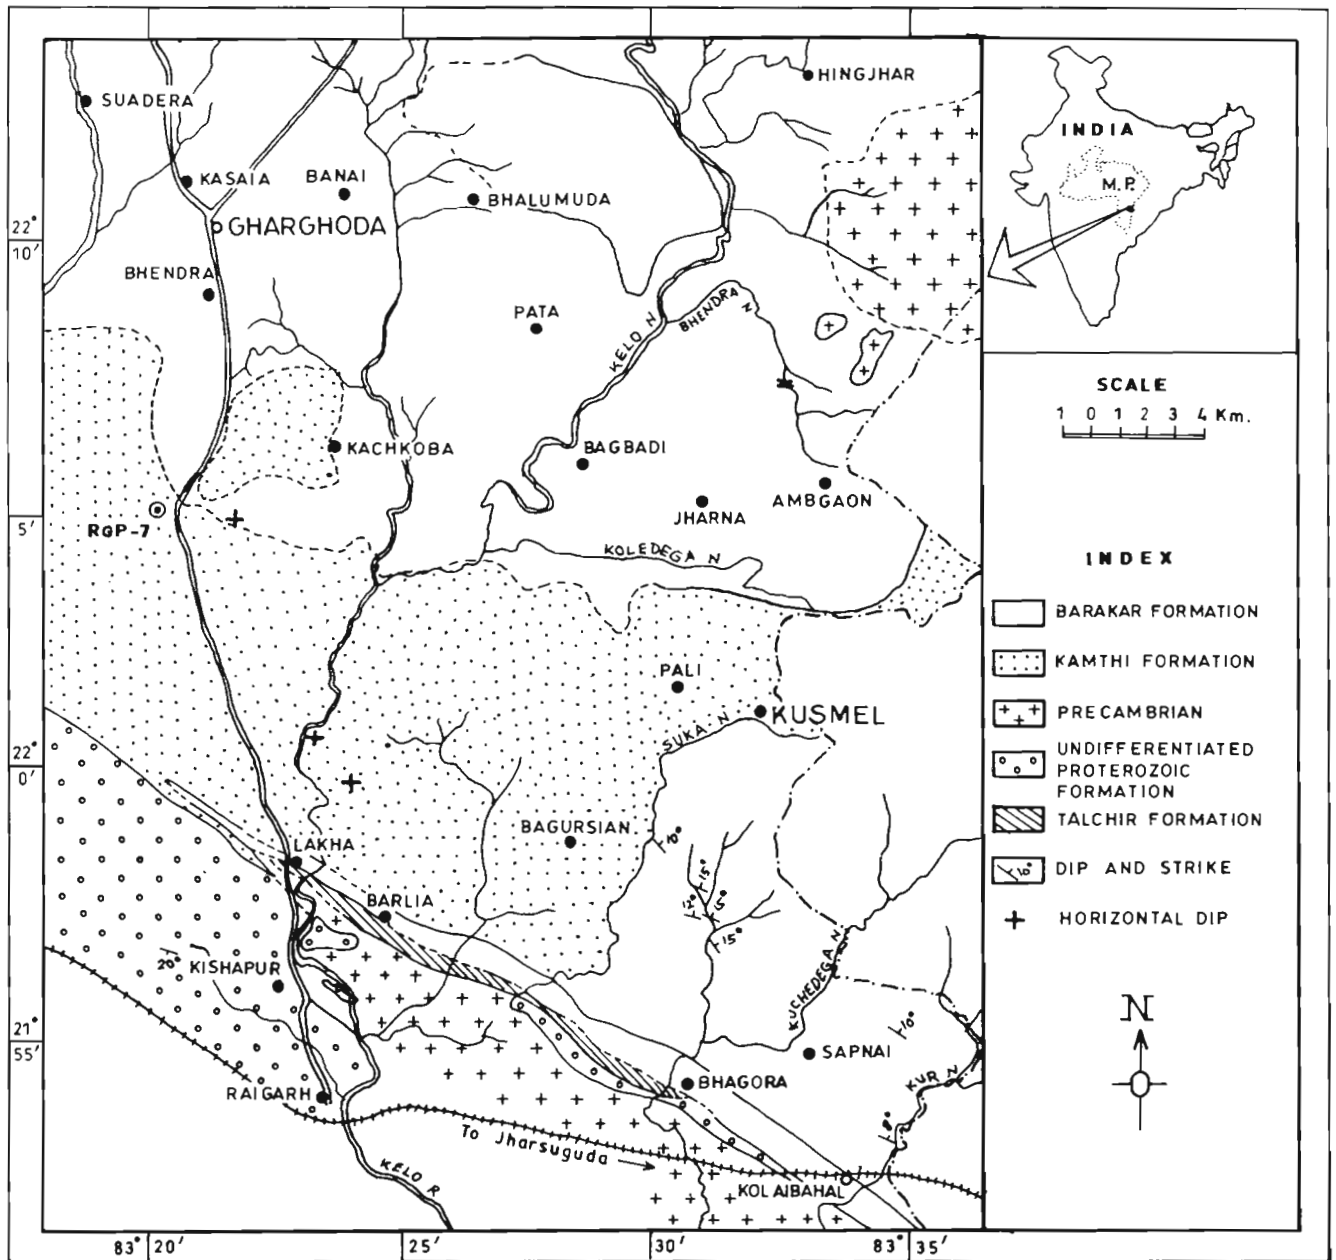 HINGJHAR
SUADERA
INDIA
KASAIA
BANAI
M.P.
BHALUMUDA
22°
10'
GHARGHODA
BHENDRA
PATA
KELO N
BHENDRA N
SCALE
1 0 1 2 3 4 Km.
KACHKOBA
BAGBADI
AMBGAON
5'
RGP-7
JHARNA
KOLEDEGA N
INDEX
BARAKAR FORMATION
KAMTHI FORMATION
PALI
PRECAMBRIAN
KUSMEL
SUKA N
22°
0'
UNDIFFERENTIATED
PROTEROZOIC
FORMATION
TALCHIR FORMATION
BAGURSIAN
10°
LAKHA
15°
10°
DIP AND STRIKE
BARLIA
12°
15°
HORIZONTAL DIP
15°
KUCHEDEGA N
20°
KISHAPUR
N
10°
21°
55'
SAPNAI
BHAGORA
KUR N
RAIGARH
8°
To Jharsuguda
KELO R
KOLAIBAHAL
83° 20'
25'
30'
83° 35'